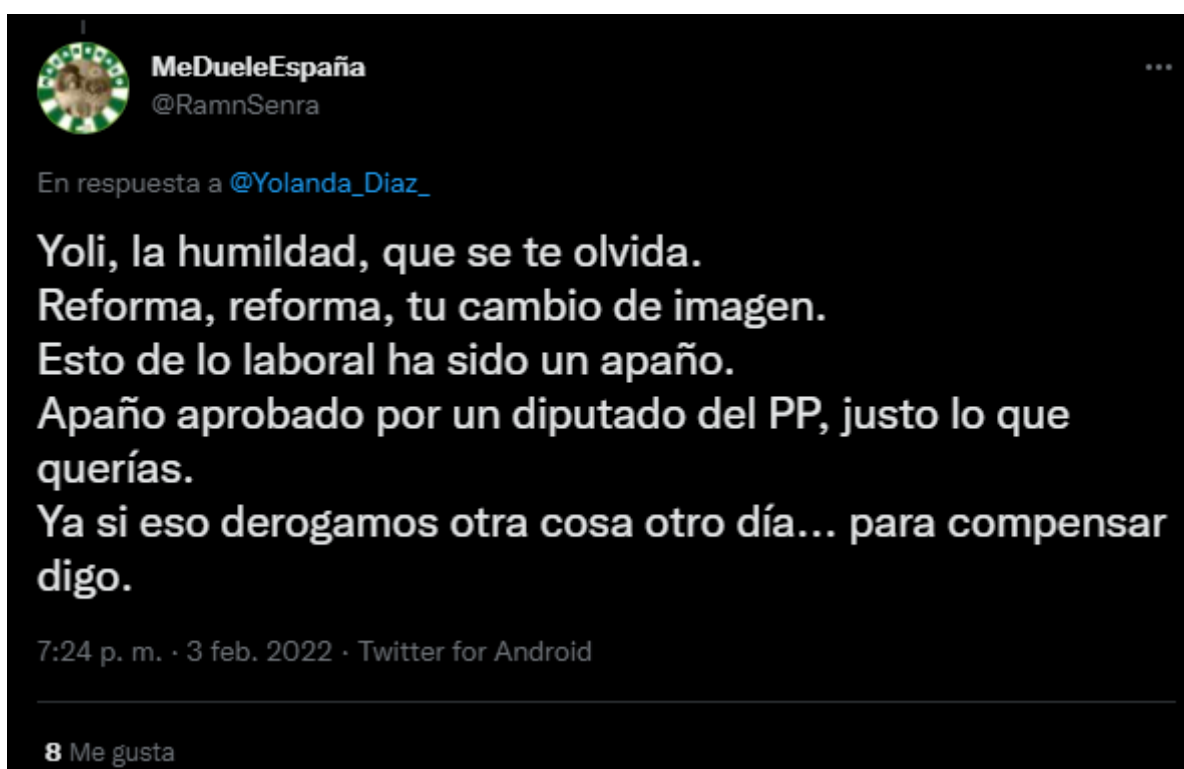 MeDueleEspaña
@RamnSenra
En respuesta a @Yolanda_Diaz_
Yoli, la humildad, que se te olvida.
Reforma, reforma, tu cambio de imagen.
Esto de lo laboral ha sido un apaño.
Apaño aprobado por un diputado del PP, justo lo que
querías.
Ya si eso derogamos otra cosa otro día... para compensar
digo.
7:24 p. m. · 3 feb. 2022 · Twitter for Android
8 Me gusta